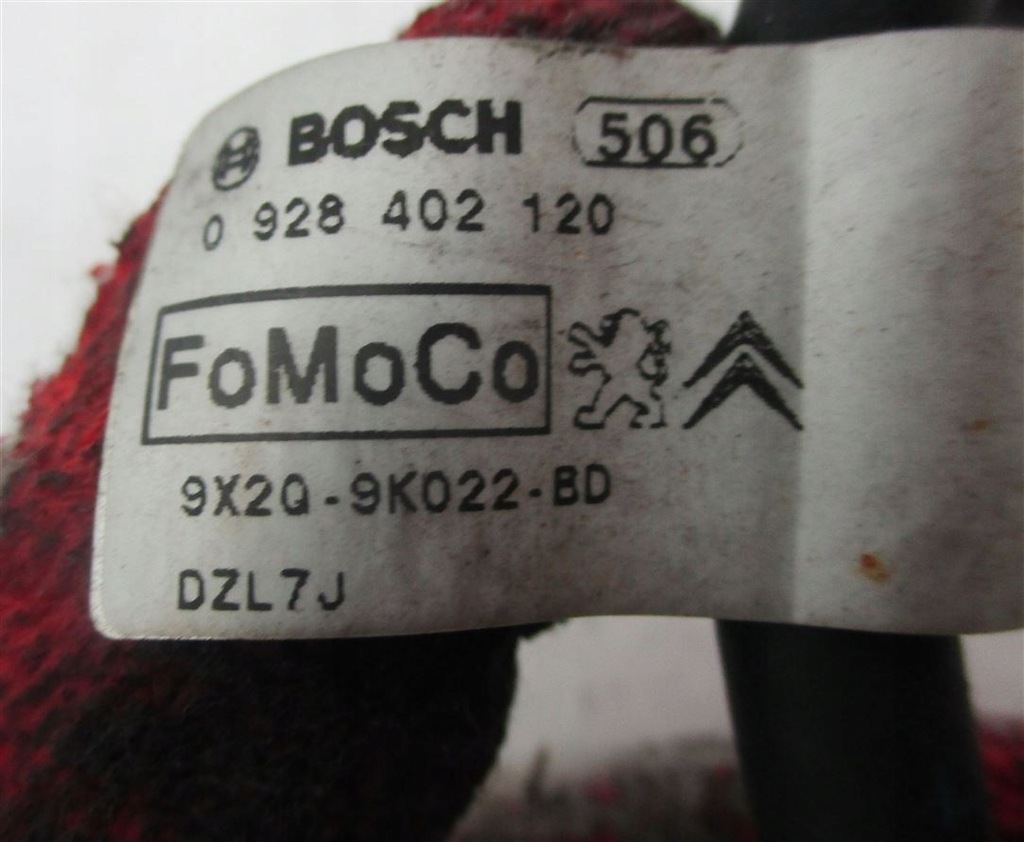 BOSCH 506
0 928 402 120
FoMoCo
9X2Q-9K022-BD
DZL7J